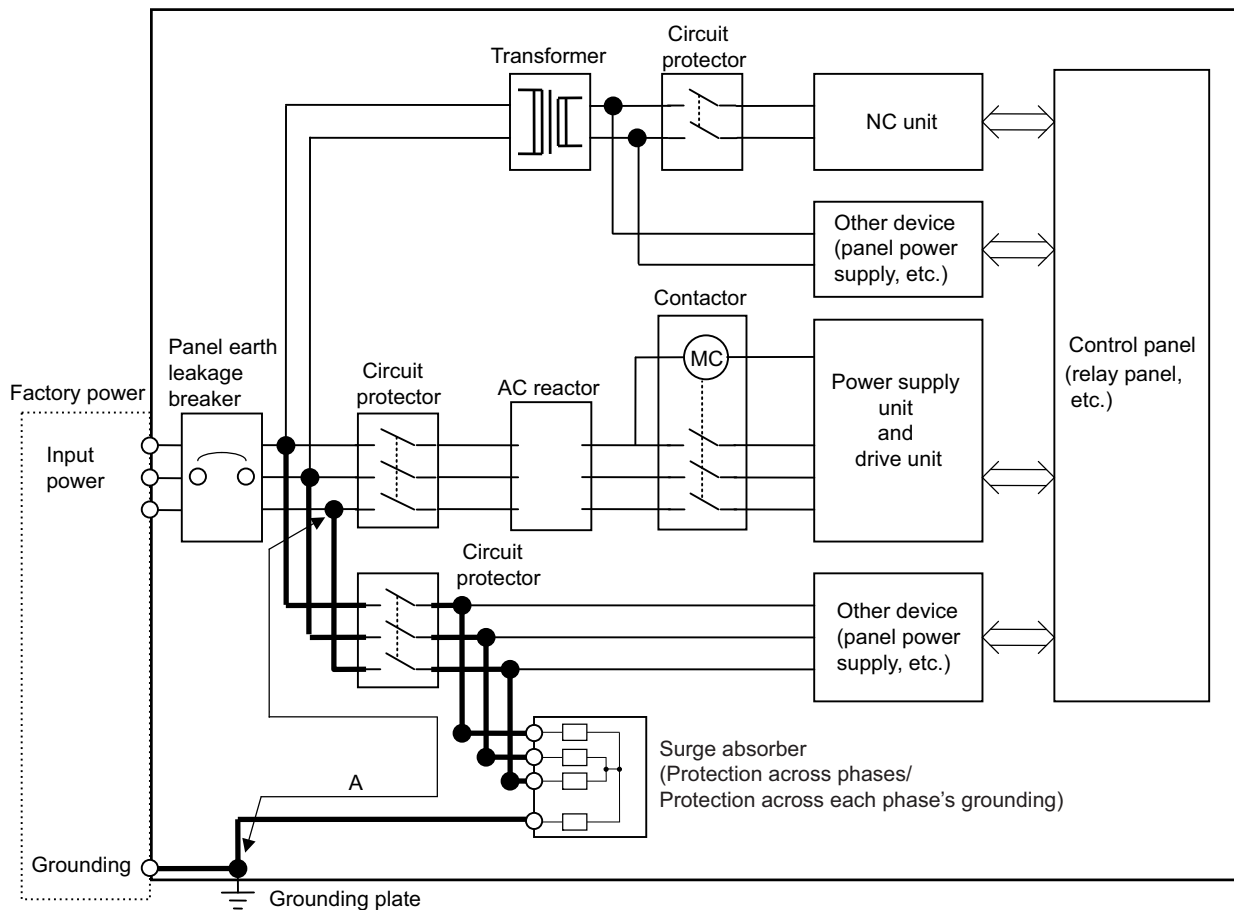 Transformer
Circuit
protector
NC unit
Other device
(panel power
supply, etc.)
Contactor
MC
Control panel
(relay panel,
etc.)
Panel earth
leakage
breaker
Circuit
protector
AC reactor
Power supply
unit
and
drive unit
Factory power
Input
power
Circuit
protector
Other device
(panel power
supply, etc.)
Surge absorber
(Protection across phases/
Protection across each phase's grounding)
A
Grounding
Grounding plate